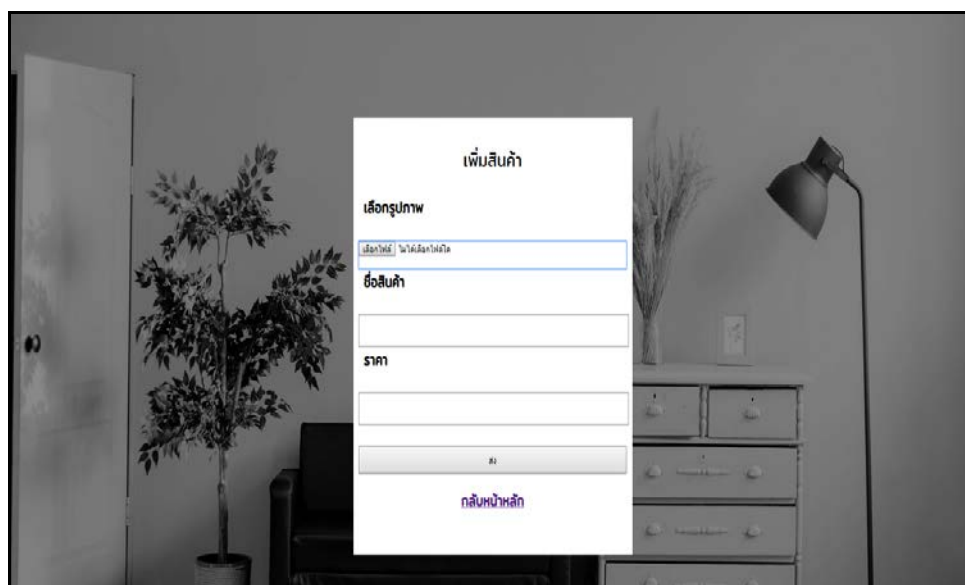 เพิ่มสินค้า
เลือกรูปภาพ
เลือกไฟล์ ไม่ได้เลือกไฟล์ใด
ชื่อสินค้า
ราคา
ส่ง
กลับหน้าหลัก